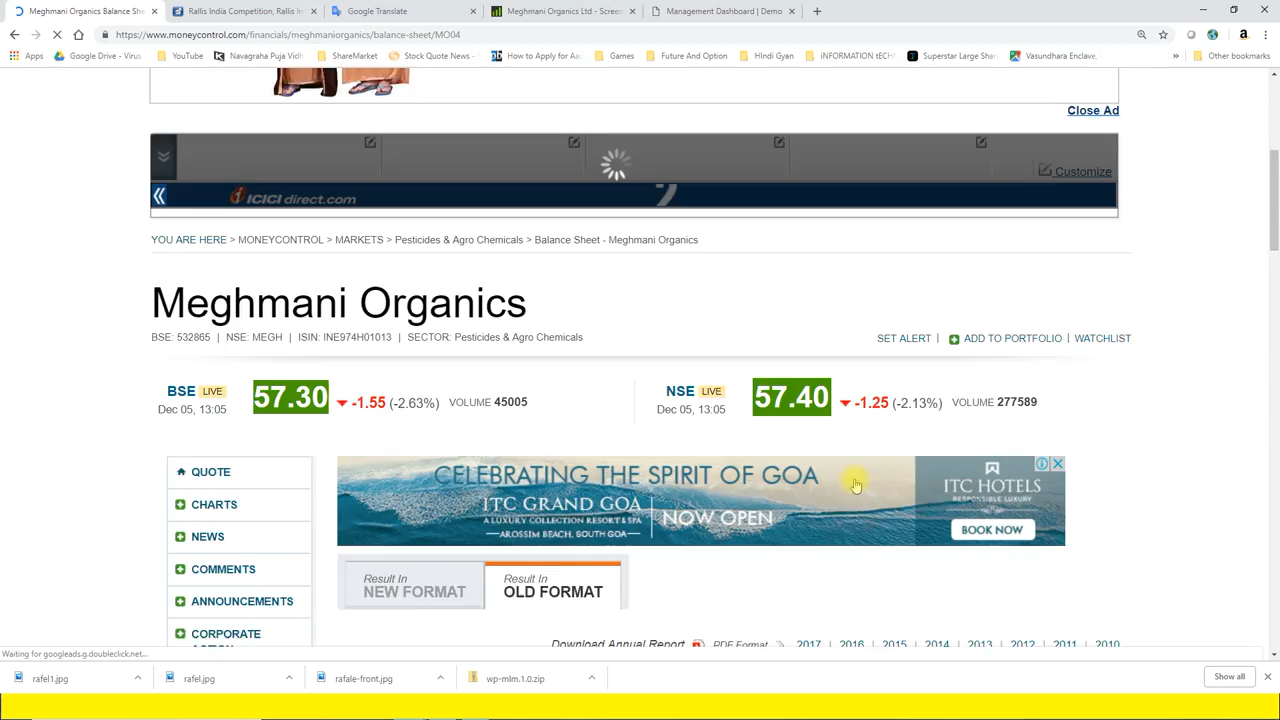 Meghmani Organics Balance She
Rallis India Competition, Rallis In
Google Translate
Meghmani Organics Ltd - Screen
Management Dashboard | Demo
https://www.moneycontrol.com/financials/meghmaniorganics/balance-sheet/MO04
Apps
Google Drive - Virus
YouTube
Navagraha Puja Vidh
ShareMarket
Stock Quote News -
How to Apply for Aac
Games
Future And Option
HIndi Gyan
iNFORMATION tECH
Superstar Large Shar
Vasundhara Enclave,
»
Other bookmarks
Close Ad
Customize
ICICI direct.com
YOU ARE HERE > MONEYCONTROL > MARKETS > Pesticides & Agro Chemicals > Balance Sheet - Meghmani Organics
Meghmani Organics
BSE: 532865 | NSE: MEGH | ISIN: INE974H01013 | SECTOR: Pesticides & Agro Chemicals
SET ALERT | ADD TO PORTFOLIO | WATCHLIST
BSE LIVE
Dec 05, 13:05
57.30
-1.55 (-2.63%)
VOLUME 45005
NSE LIVE
Dec 05, 13:05
57.40
-1.25 (-2.13%)
VOLUME 277589
QUOTE
CHARTS
NEWS
COMMENTS
ANNOUNCEMENTS
CORPORATE
CELEBRATING THE SPIRIT OF GOA
ITC GRAND GOA
A LUXURY COLLECTION RESORT & SPA
AROSSIM BEACH, SOUTH GOA
NOW OPEN
ITC HOTELS
RESPONSIBLE LUXURY
BOOK NOW
Result In
NEW FORMAT
Result In
OLD FORMAT
Download Annual Report PDF Format 2017 2016 2015 2014 2013 2012 2011 2010
Waiting for googleads.g.doubleclick.net...
rafel1.jpg
rafel.jpg
rafale-front.jpg
wp-mlm.1.0.zip
Show all